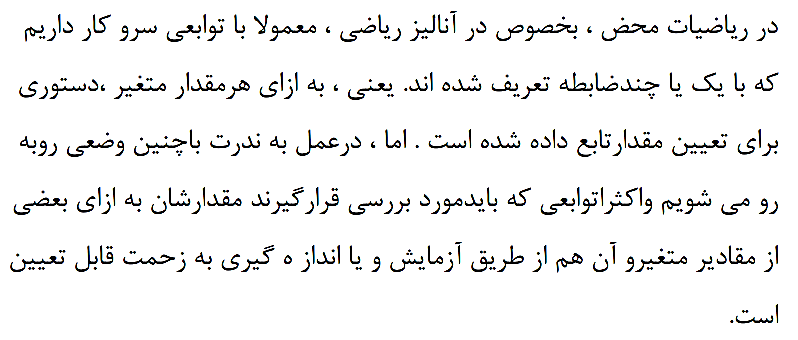 در ریاضیات محض ، بخصوص در آنالیز ریاضی ، معمولا با توابعی سرو کار داریم
که با یک یا چندضابطه تعریف شده اند. یعنی ، به ازای هرمقدار متغیر ،دستوری
برای تعیین مقدارتابع داده شده است . اما ، درعمل به ندرت باچنین وضعی روبه
رو می شویم واکثراتوابعی که بایدمورد بررسی قرارگیرند مقدارشان به ازای بعضی
از مقادیر متغیرو آن هم از طریق آزمایش و یا انداز ه گیری به زحمت قابل تعیین
است.